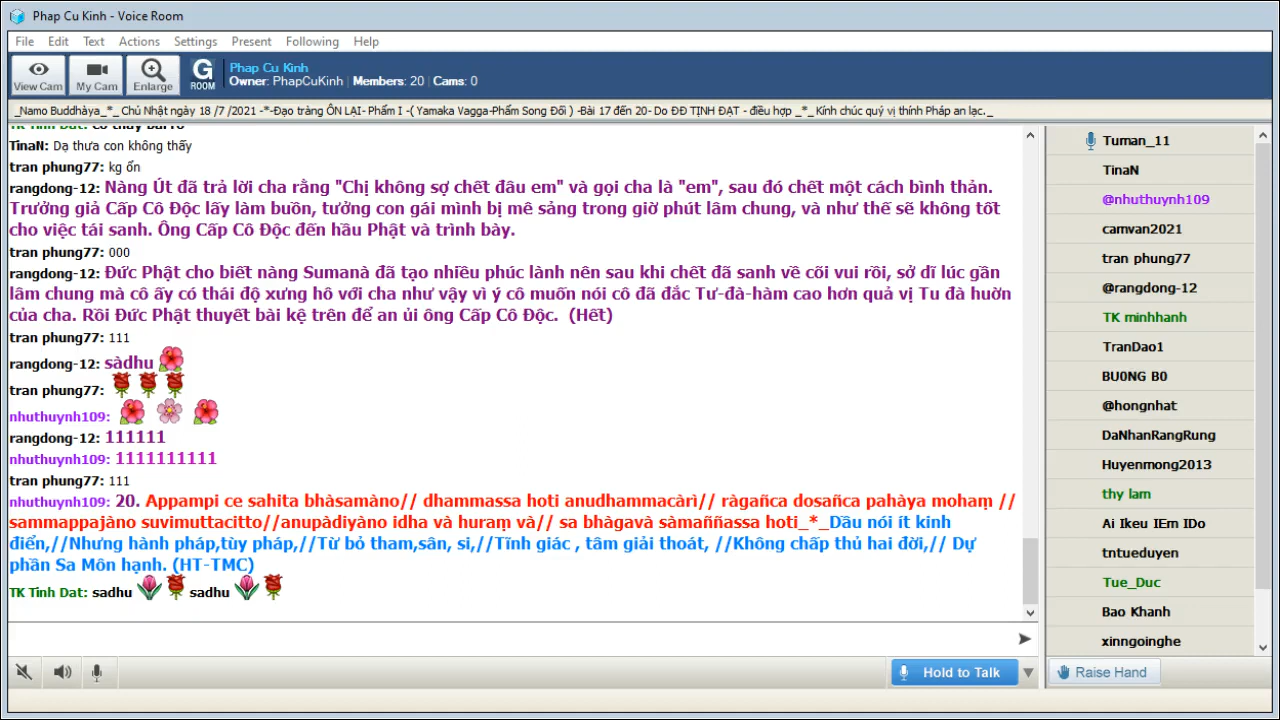 Phap Cu Kinh - Voice Room
File Edit Text Actions Settings Present Following Help
View Cam My Cam Enlarge G ROOM
Phap Cu Kinh
Owner: PhapCuKinh | Members: 20 | Cams: 0
_Namo Buddhàya_*_ Chủ Nhật ngày 18 /7 /2021 -*-Đạo tràng ÔN LẠI- Phẩm I -( Yamaka Vagga-Phẩm Song Đối ) -Bài 17 đến 20- Do ĐĐ TỊNH ĐẠT - điều hợp _*_ Kính chúc quý vị thính Pháp an lạc._
TinaN: Dạ thưa con không thấy
tran phung77: kg ổn
rangdong-12: Nàng Út đã trả lời cha rằng "Chị không sợ chết đâu em" và gọi cha là "em", sau đó chết một cách bình thản.
Trưởng giả Cấp Cô Độc lấy làm buồn, tưởng con gái mình bị mê sảng trong giờ phút lâm chung, và như thế sẽ không tốt
cho việc tái sanh. Ông Cấp Cô Độc đến hầu Phật và trình bày.
tran phung77: 000
rangdong-12: Đức Phật cho biết nàng Sumanà đã tạo nhiều phúc lành nên sau khi chết đã sanh về cõi vui rồi, sở dĩ lúc gần
lâm chung mà cô ấy có thái độ xưng hô với cha như vậy vì ý cô muốn nói cô đã đắc Tư-đà-hàm cao hơn quả vị Tu đà huờn
của cha. Rồi Đức Phật thuyết bài kệ trên để an ủi ông Cấp Cô Độc. (Hết)
tran phung77: 111
rangdong-12: sàdhu
tran phung77:
nhuthuynh109:
rangdong-12: 111111
nhuthuynh109: 1111111111
tran phung77: 111
nhuthuynh109: 20. Appampi ce sahita bhàsamàno// dhammassa hoti anudhammacàrì// ràgañca dosañca pahàya mohaṃ //
sammappajàno suvimuttacitto//anupàdiyàno idha và huraṃ và// sa bhàgavà sàmaññassa hoti_*_Dầu nói ít kinh
điển,//Nhưng hành pháp,tùy pháp,//Từ bỏ tham,sân, si,//Tĩnh giác , tâm giải thoát, //Không chấp thủ hai đời,// Dự
phần Sa Môn hạnh. (HT-TMC)
TK Tinh Dat: sadhu sadhu
Tuman_11
TinaN
@nhuthuynh109
camvan2021
tran phung77
@rangdong-12
TK minhhanh
TranDao1
BU0NG B0
@hongnhat
DaNhanRangRung
Huyenmong2013
thy lam
Ai Ikeu IEm IDo
tntueduyen
Tue_Duc
Bao Khanh
xinngoinghe
Hold to Talk
Raise Hand